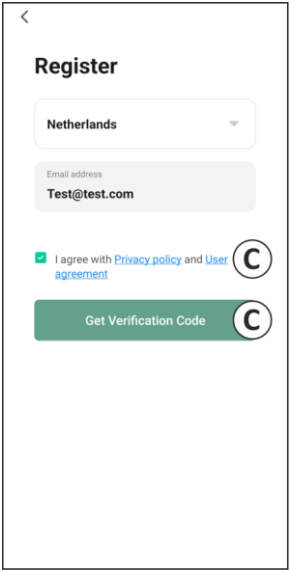 Register
Netherlands
Email address
Test@test.com
I agree with Privacy policy and User
agreement
C
Get Verification Code
C